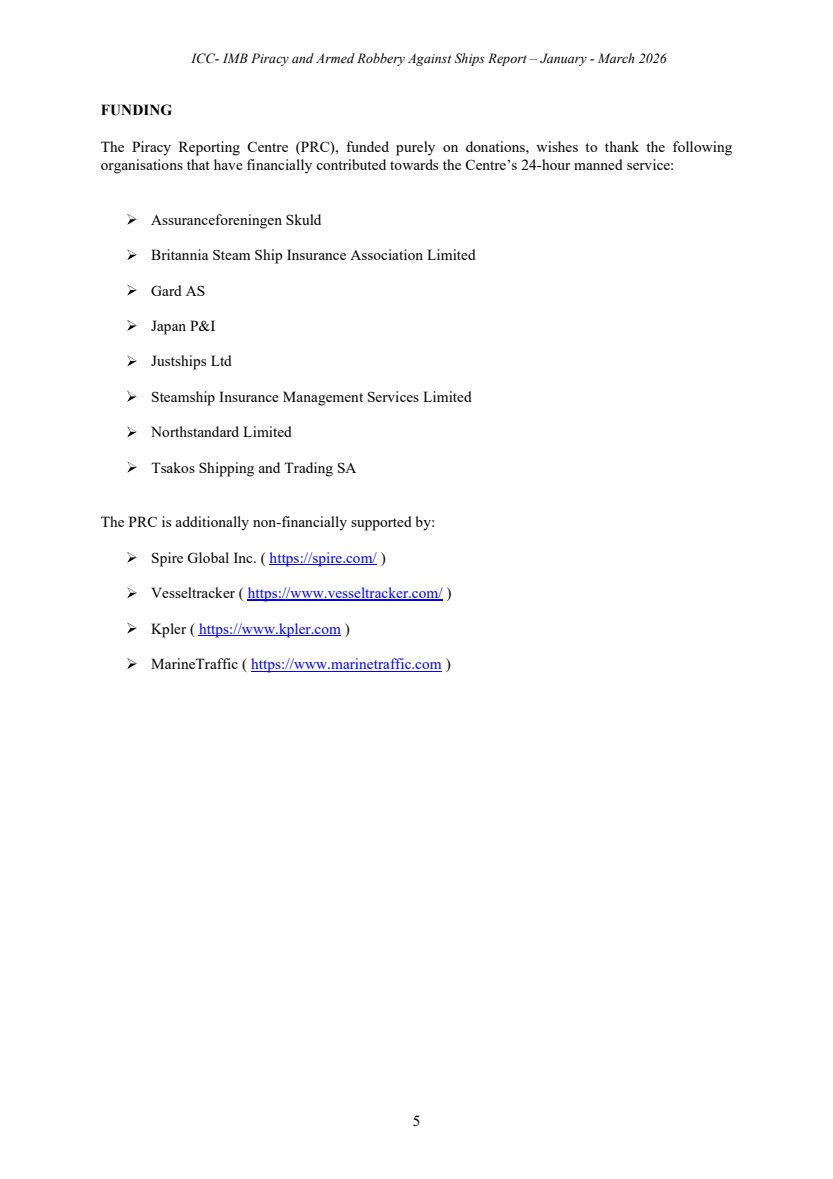 ICC- IMB Piracy and Armed Robbery Against Ships Report – January - March 2026
FUNDING
The Piracy Reporting Centre (PRC), funded purely on donations, wishes to thank the following
organisations that have financially contributed towards the Centre’s 24-hour manned service:
➢ Assuranceforeningen Skuld
➢ Britannia Steam Ship Insurance Association Limited
➢ Gard AS
➢ Japan P&I
➢ Justships Ltd
➢ Steamship Insurance Management Services Limited
➢ Northstandard Limited
➢ Tsakos Shipping and Trading SA
The PRC is additionally non-financially supported by:
➢ Spire Global Inc. ( https://spire.com/ )
➢ Vesseltracker ( https://www.vesseltracker.com/ )
➢ Kpler ( https://www.kpler.com )
➢ MarineTraffic ( https://www.marinetraffic.com )
5